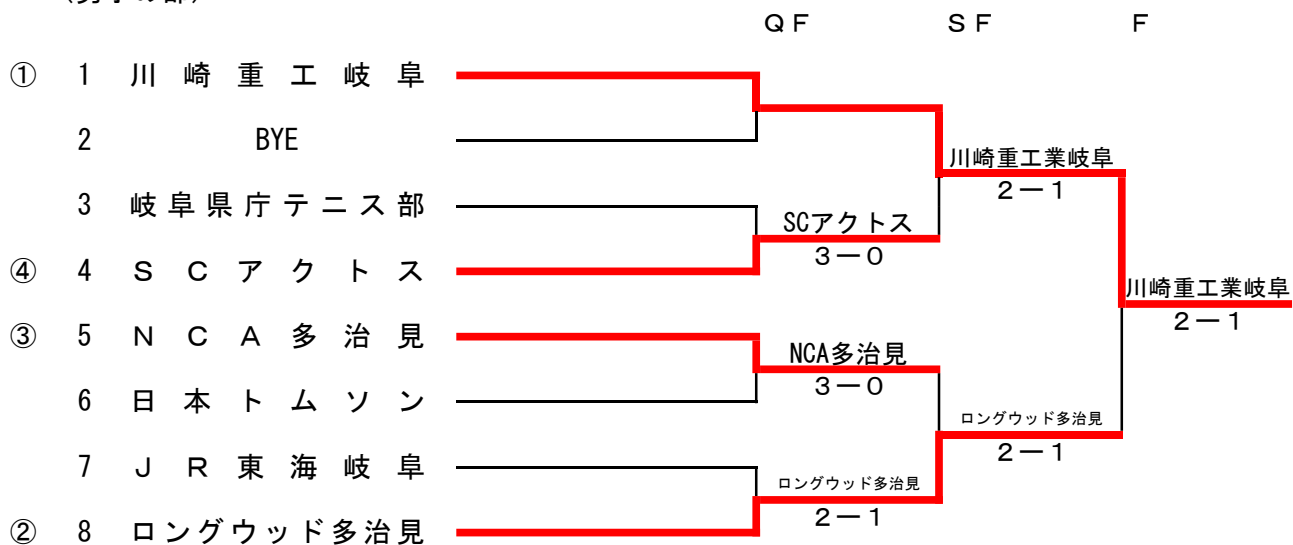 QF SF F
① 1 川崎重工岐阜
2 BYE
川崎重工業岐阜
2－1
3 岐阜県庁テニス部
SCアクトス
3－0
④ 4 SCアクトス
川崎重工業岐阜
2－1
③ 5 NCA多治見
NCA多治見
3－0
6 日本トムソン
ロングウッド多治見
2－1
7 JR東海岐阜
ロングウッド多治見
2－1
② 8 ロングウッド多治見